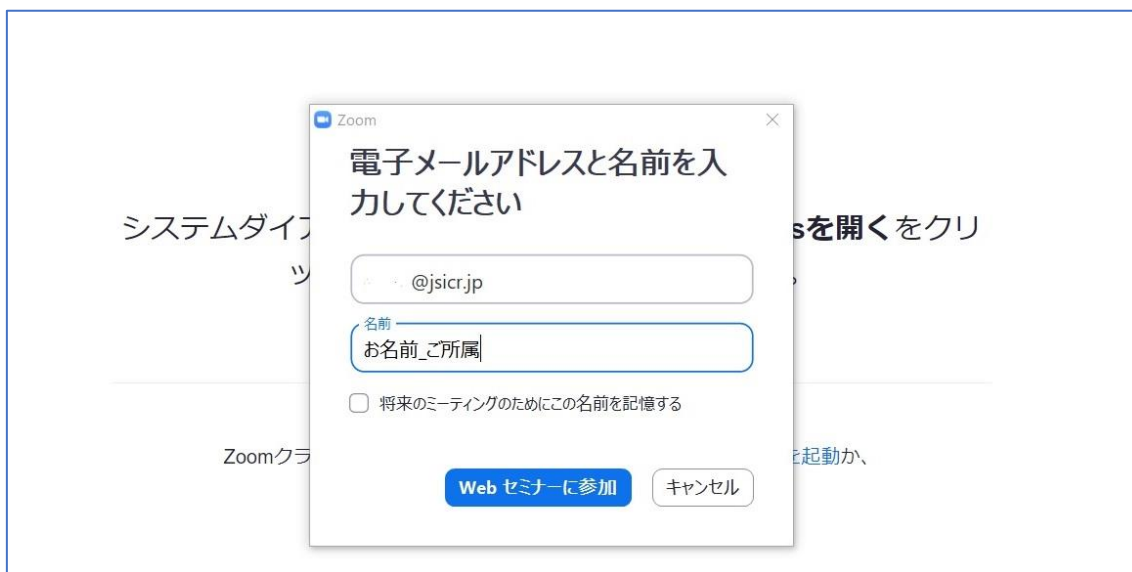 Zoom
電子メールアドレスと名前を入
力してください
システムダイア
sを開くをクリ
ッ
@jsicr.jp
名前
お名前_ご所属
将来のミーティングのためにこの名前を記憶する
Zoomクラ
を起動か、
Web セミナーに参加
キャンセル